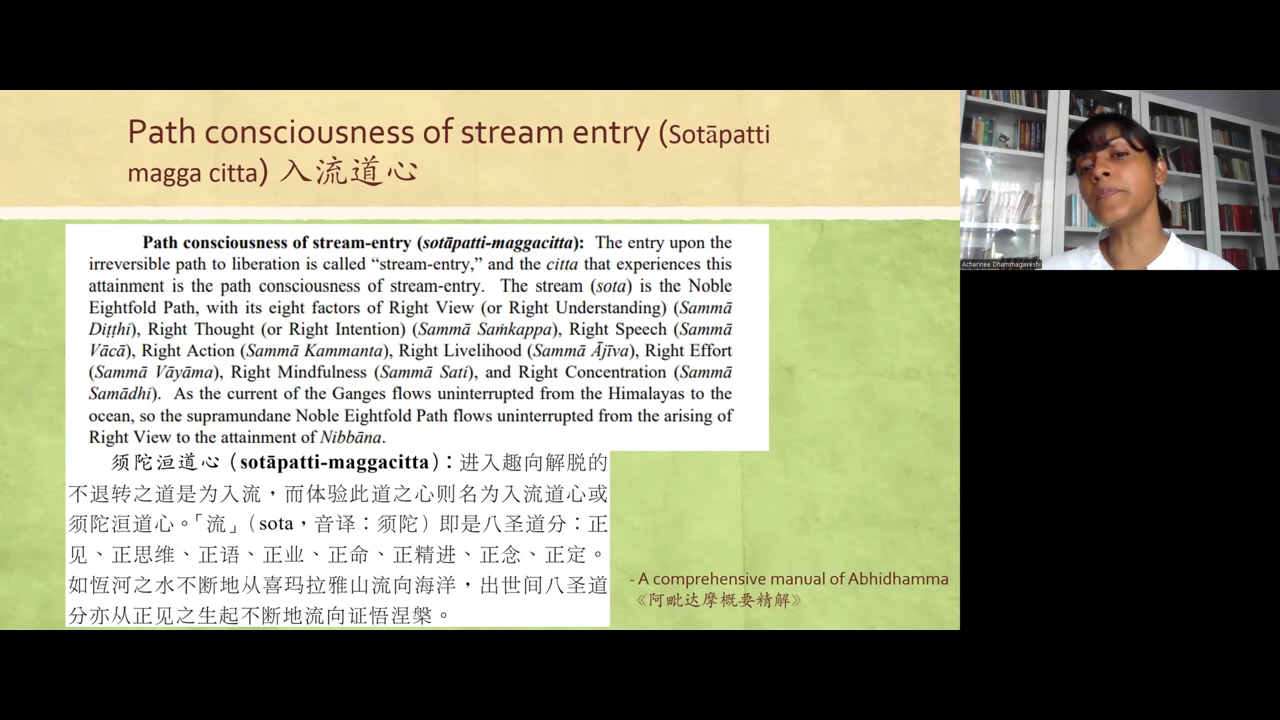 Path consciousness of stream entry (Sotāpatti
magga citta) 入流道心
Path consciousness of stream-entry (sotāpatti-maggacitta): The entry upon the
irreversible path to liberation is called “stream-entry,” and the citta that experiences this
attainment is the path consciousness of stream-entry. The stream (sota) is the Noble
Eightfold Path, with its eight factors of Right View (or Right Understanding) (Sammā
Diṭṭhi), Right Thought (or Right Intention) (Sammā Saṁkappa), Right Speech (Sammā
Vācā), Right Action (Sammā Kammanta), Right Livelihood (Sammā Ājīva), Right Effort
(Sammā Vāyāma), Right Mindfulness (Sammā Sati), and Right Concentration (Sammā
Samādhi). As the current of the Ganges flows uninterrupted from the Himalayas to the
ocean, so the supramundane Noble Eightfold Path flows uninterrupted from the arising of
Right View to the attainment of Nibbāna.
须陀洹道心（sotāpatti-maggacitta）：进入趣向解脱的
不退转之道是为入流，而体验此道之心则名为入流道心或
须陀洹道心。「流」（sota，音译：须陀）即是八圣道分：正
见、正思维、正语、正业、正命、正精进、正念、正定。
如恆河之水不断地从喜玛拉雅山流向海洋，出世间八圣道
分亦从正见之生起不断地流向证悟涅槃。
- A comprehensive manual of Abhidhamma
《阿毗达摩概要精解》
Acharinee Dhammagaveshi